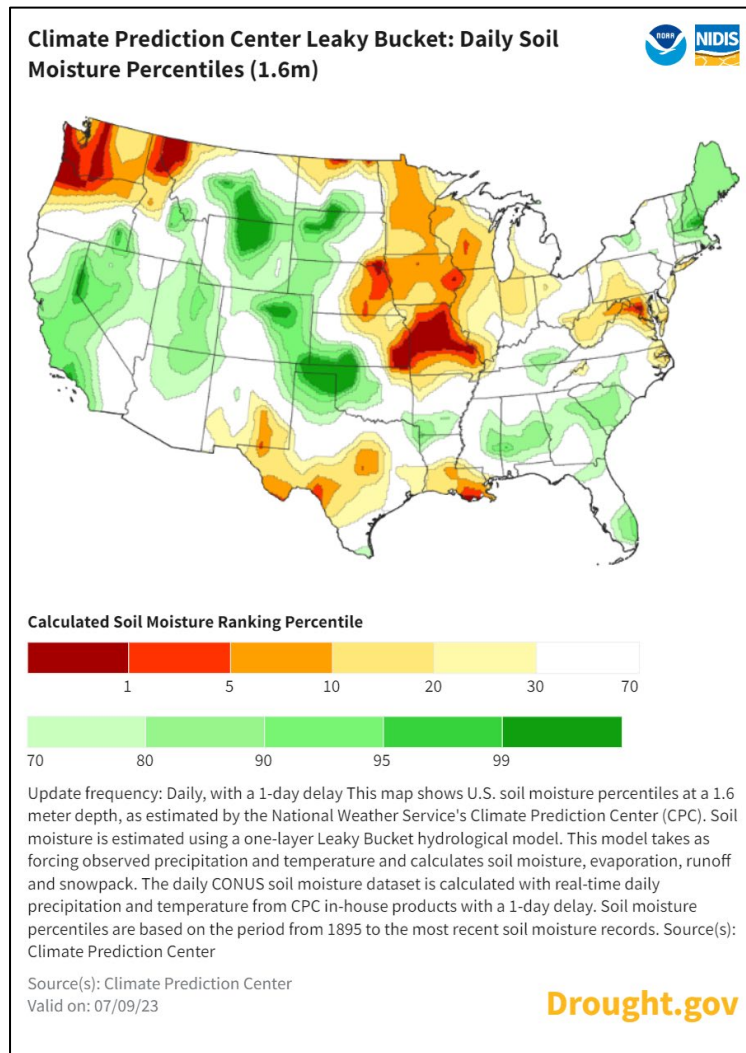 Climate Prediction Center Leaky Bucket: Daily Soil
Moisture Percentiles (1.6m)
NOAA
NIDIS
Calculated Soil Moisture Ranking Percentile
1 5 10 20 30 70
70 80 90 95 99
Update frequency: Daily, with a 1-day delay This map shows U.S. soil moisture percentiles at a 1.6
meter depth, as estimated by the National Weather Service's Climate Prediction Center (CPC). Soil
moisture is estimated using a one-layer Leaky Bucket hydrological model. This model takes as
forcing observed precipitation and temperature and calculates soil moisture, evaporation, runoff
and snowpack. The daily CONUS soil moisture dataset is calculated with real-time daily
precipitation and temperature from CPC in-house products with a 1-day delay. Soil moisture
percentiles are based on the period from 1895 to the most recent soil moisture records. Source(s):
Climate Prediction Center
Source(s): Climate Prediction Center
Valid on: 07/09/23
Drought.gov